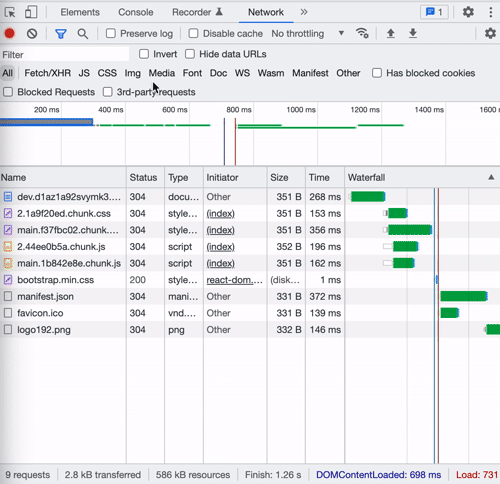 Elements Console Recorder Network » 1
Preserve log Disable cache No throttling
Filter Invert Hide data URLs
All Fetch/XHR JS CSS Img Media Font Doc WS Wasm Manifest Other Has blocked cookies
Blocked Requests 3rd-party requests
200 ms 400 ms 600 ms 800 ms 1000 ms 1200 ms 1400 ms 1600
Name Status Type Initiator Size Time Waterfall
dev.d1az1a92svymk3.... 304 docu... Other 351 B 268 ms
2.1a9f20ed.chunk.css 304 style... (index) 351 B 153 ms
main.f37fbc02.chunk.... 304 style... (index) 351 B 356 ms
2.44ee0b5a.chunk.js 304 script (index) 352 B 196 ms
main.1b842e8e.chunk.js 304 script (index) 351 B 162 ms
bootstrap.min.css 200 style... react-dom.... (disk... 1 ms
manifest.json 304 mani... Other 331 B 372 ms
favicon.ico 304 vnd.... Other 331 B 139 ms
logo192.png 304 png Other 332 B 146 ms
9 requests 2.8 kB transferred 586 kB resources Finish: 1.26 s DOMContentLoaded: 698 ms Load: 731